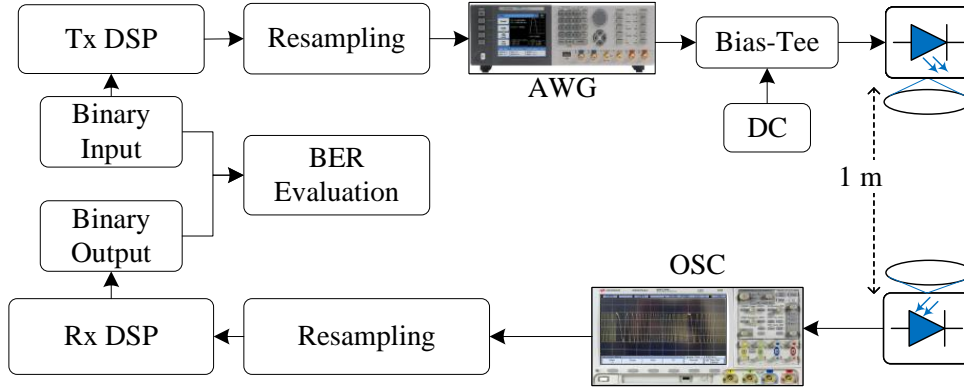 Tx DSP
Resampling
AWG
Bias-Tee
DC
Binary
Input
BER
Evaluation
1 m
Binary
Output
OSC
Rx DSP
Resampling